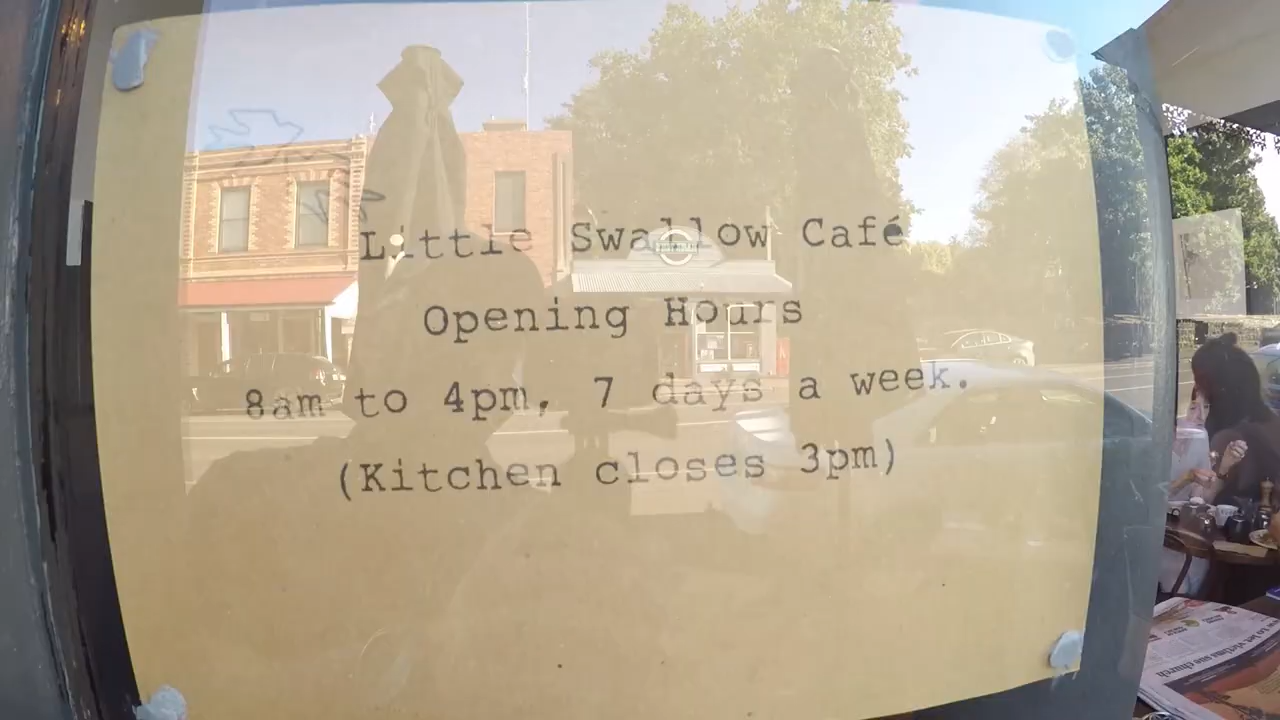 Little Swallow Café
Opening Hours
8am to 4pm, 7 days a week.
(Kitchen closes 3pm)